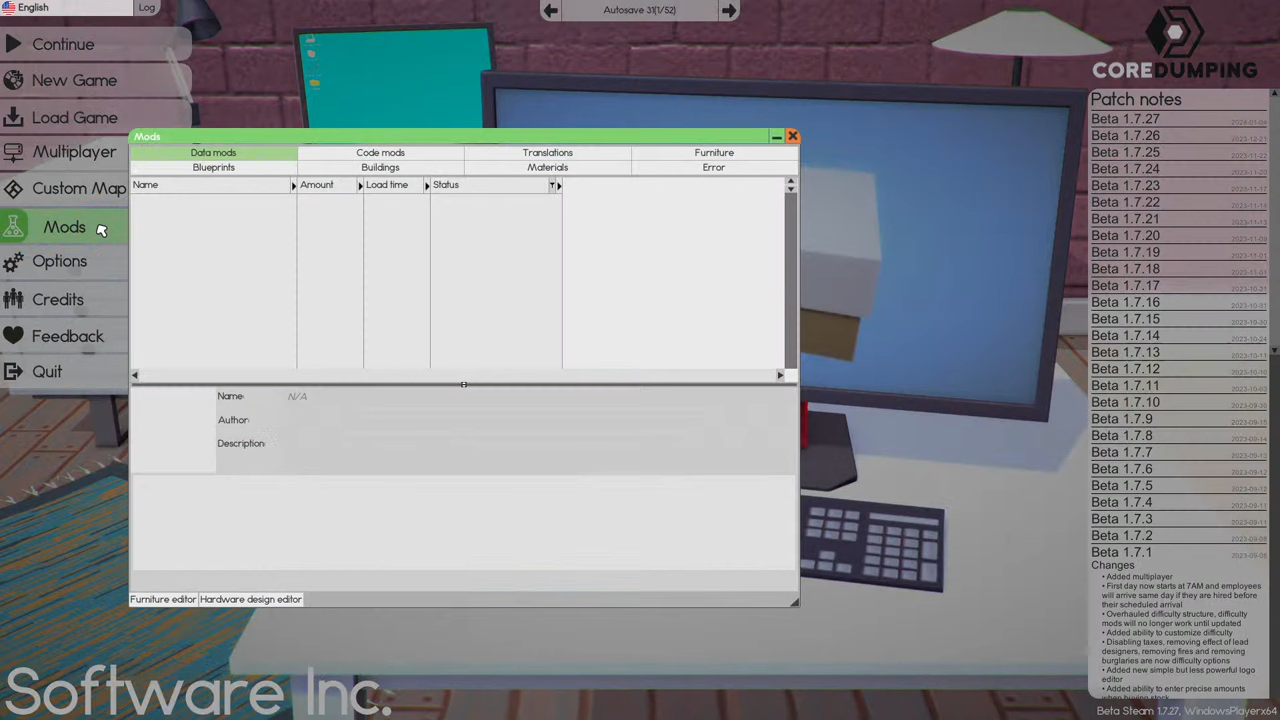 English
Log
Autosave 31(1/52)
Continue
New Game
Load Game
Multiplayer
Custom Map
Mods
Options
Credits
Feedback
Quit
Mods
Data mods
Code mods
Translations
Furniture
Blueprints
Buildings
Materials
Error
Name
Amount
Load time
Status
Name:
N/A
Author:
Description:
Furniture editor
Hardware design editor
COREDUMPING
Patch notes
Beta 1.7.27
Beta 1.7.26
Beta 1.7.25
Beta 1.7.24
Beta 1.7.23
Beta 1.7.22
Beta 1.7.21
Beta 1.7.20
Beta 1.7.19
Beta 1.7.18
Beta 1.7.17
Beta 1.7.16
Beta 1.7.15
Beta 1.7.14
Beta 1.7.13
Beta 1.7.12
Beta 1.7.11
Beta 1.7.10
Beta 1.7.9
Beta 1.7.8
Beta 1.7.7
Beta 1.7.6
Beta 1.7.5
Beta 1.7.4
Beta 1.7.3
Beta 1.7.2
Beta 1.7.1
Changes
• Added multiplayer
• First day now starts at 7AM and employees
will arrive same day if they are hired before
their scheduled arrival
• Overhauled difficulty structure, difficulty
mods will no longer work until updated
• Added ability to customize difficulty
• Disabling taxes, removing effect of lead
designers, removing fires and removing
burglaries are now difficulty options
• Added new simple but less powerful logo
editor
• Added ability to enter precise amounts
when buying stock
Software Inc.
Beta Steam 1.7.27, WindowsPlayerx64